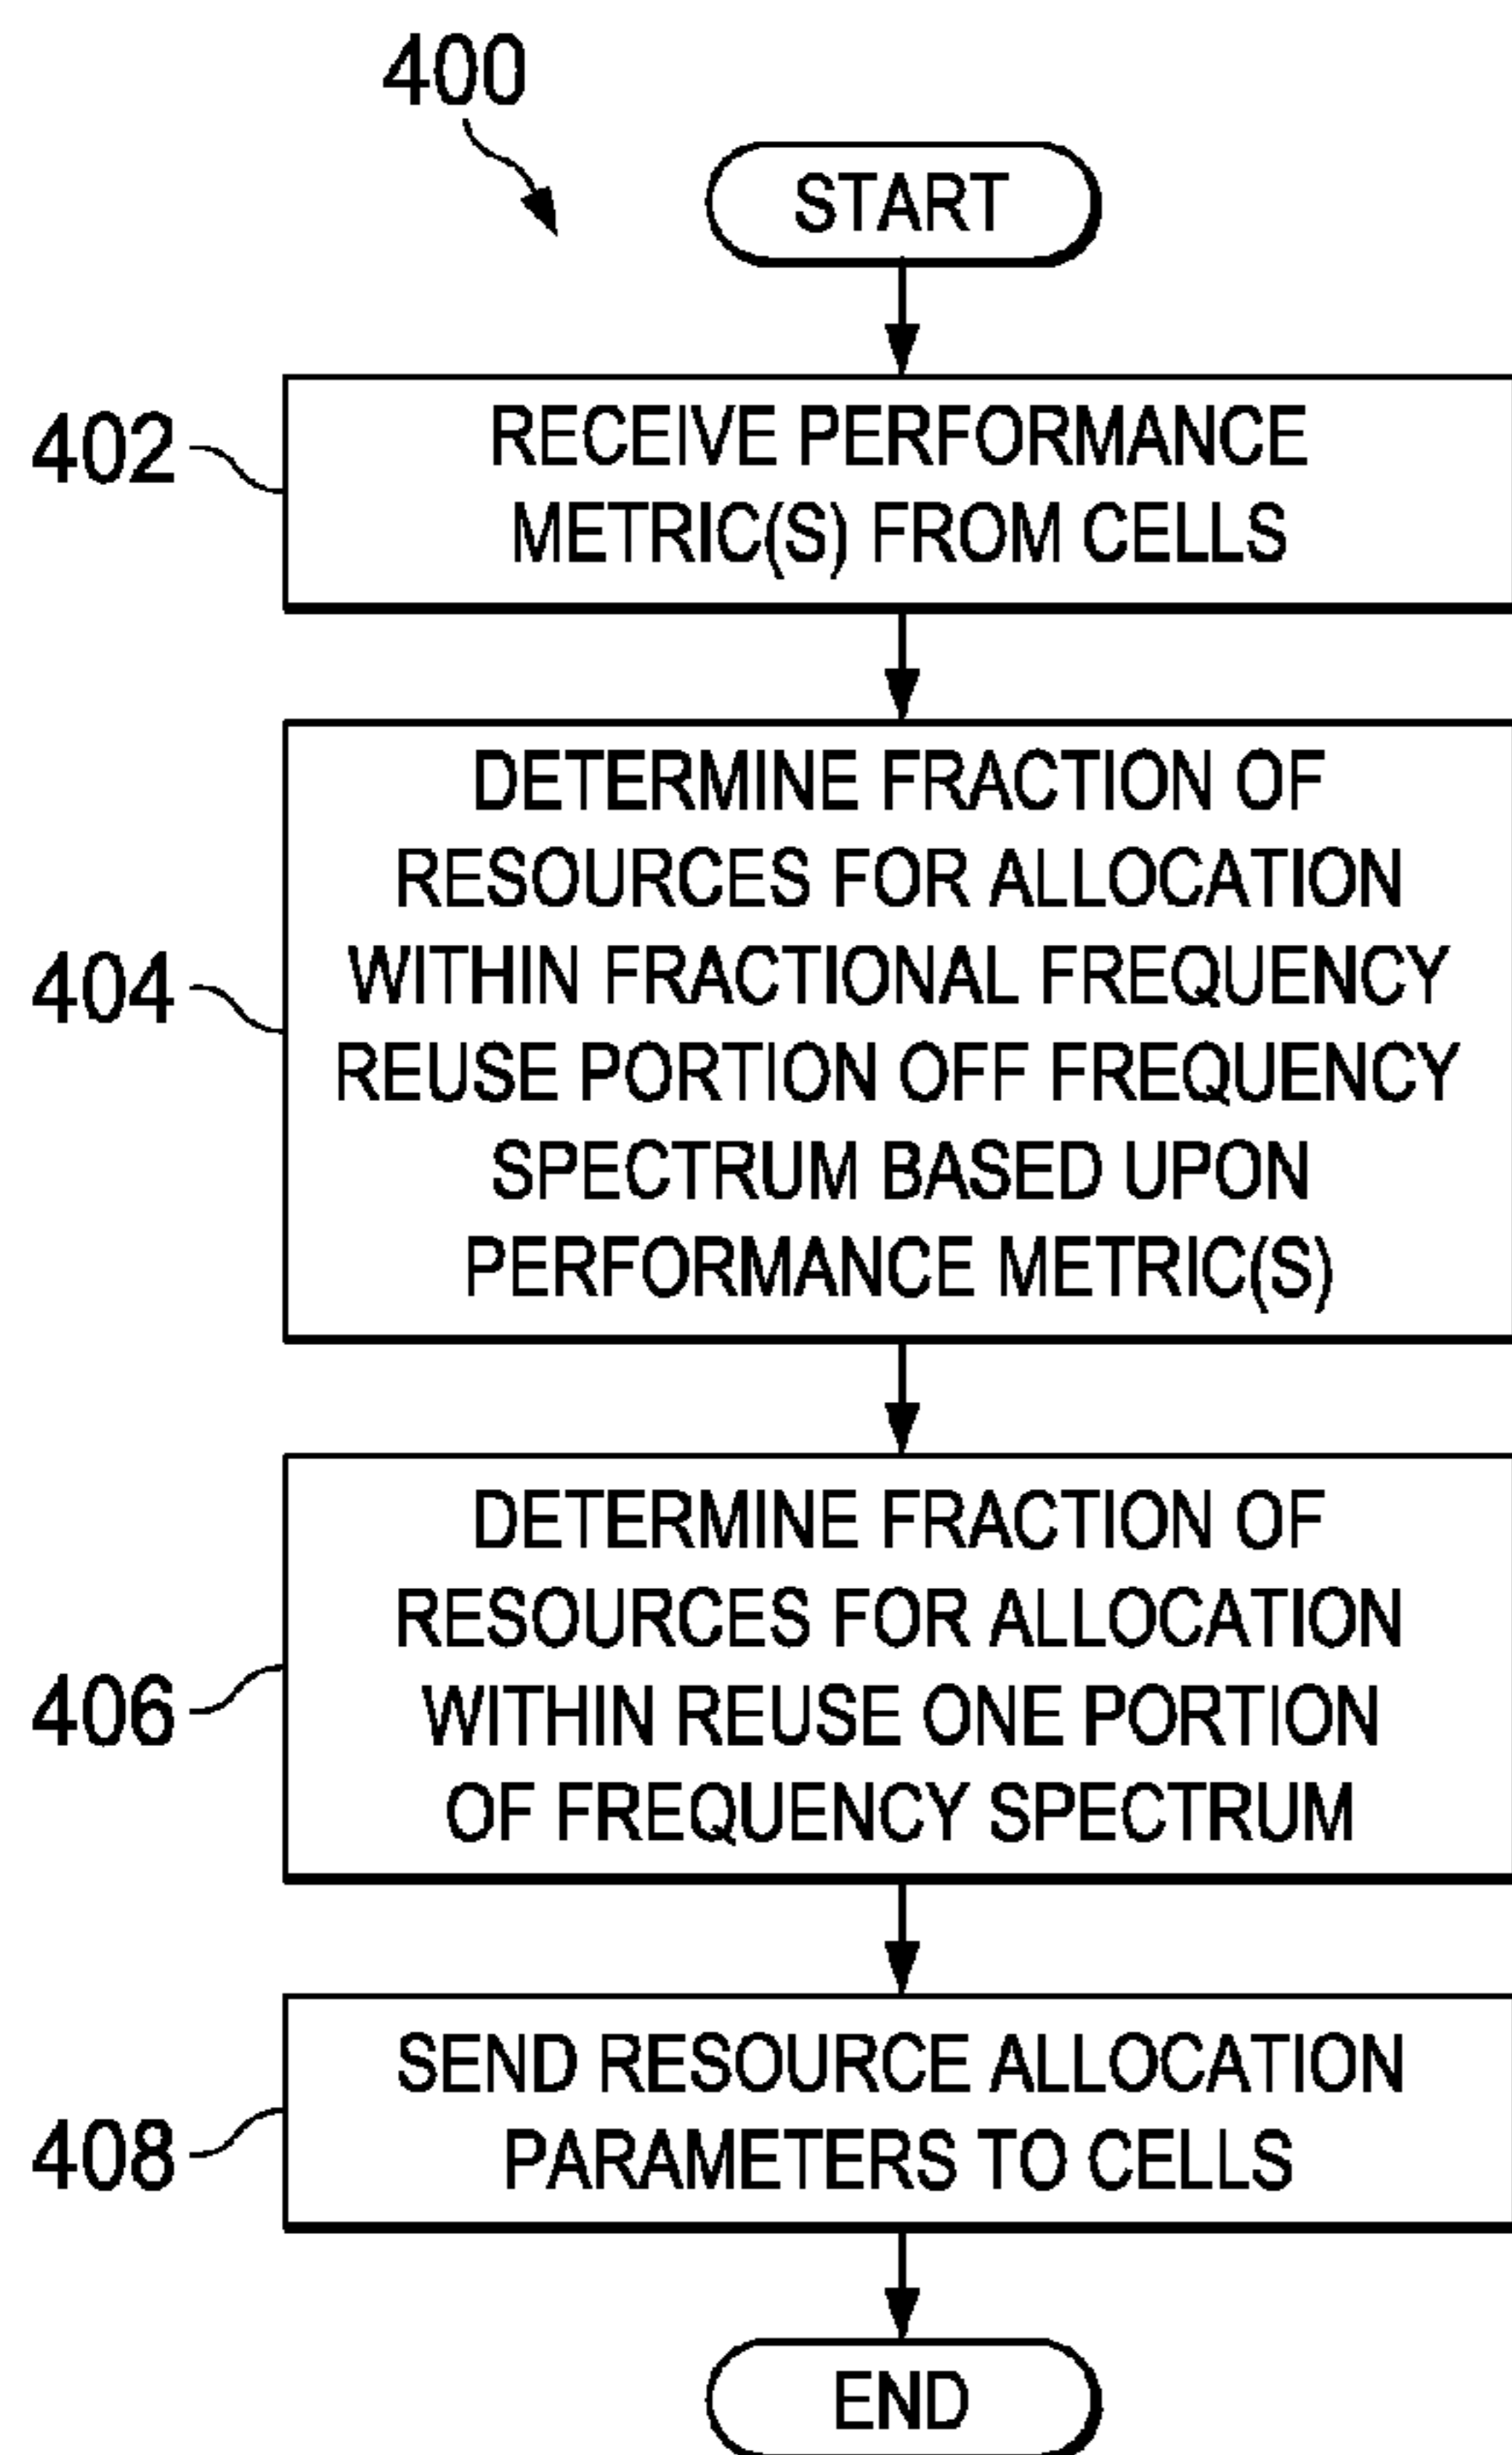 400
START
402
RECEIVE PERFORMANCE
METRIC(S) FROM CELLS
404
DETERMINE FRACTION OF
RESOURCES FOR ALLOCATION
WITHIN FRACTIONAL FREQUENCY
REUSE PORTION OFF FREQUENCY
SPECTRUM BASED UPON
PERFORMANCE METRIC(S)
406
DETERMINE FRACTION OF
RESOURCES FOR ALLOCATION
WITHIN REUSE ONE PORTION
OF FREQUENCY SPECTRUM
408
SEND RESOURCE ALLOCATION
PARAMETERS TO CELLS
END